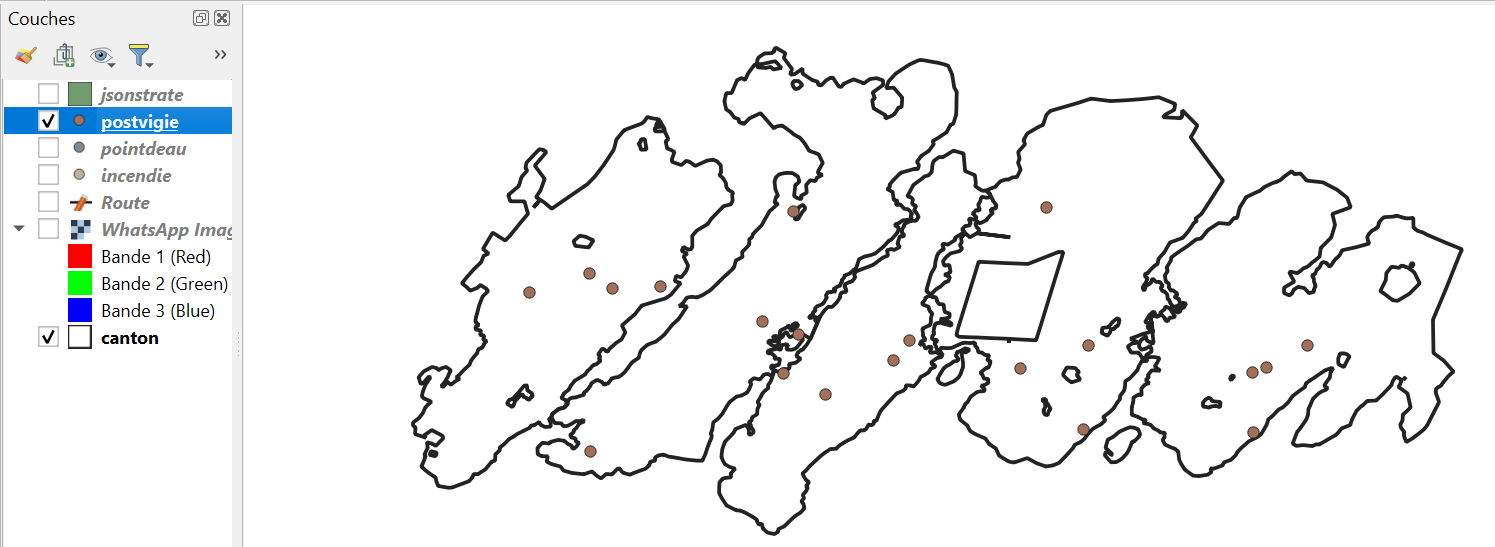 Couches
»
jsonstrate
postvigie
pointdeau
incendie
Route
WhatsApp Imag
Bande 1 (Red)
Bande 2 (Green)
Bande 3 (Blue)
canton